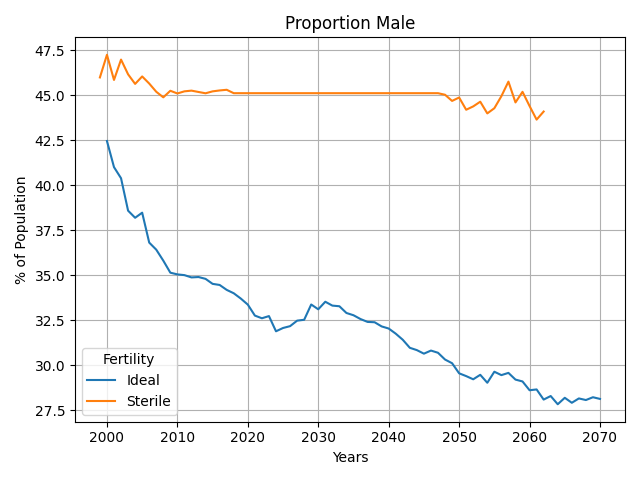 Proportion Male
% of Population
47.5
45.0
42.5
40.0
37.5
35.0
32.5
30.0
27.5
Fertility
Ideal
Sterile
2000 2010 2020 2030 2040 2050 2060 2070
Years